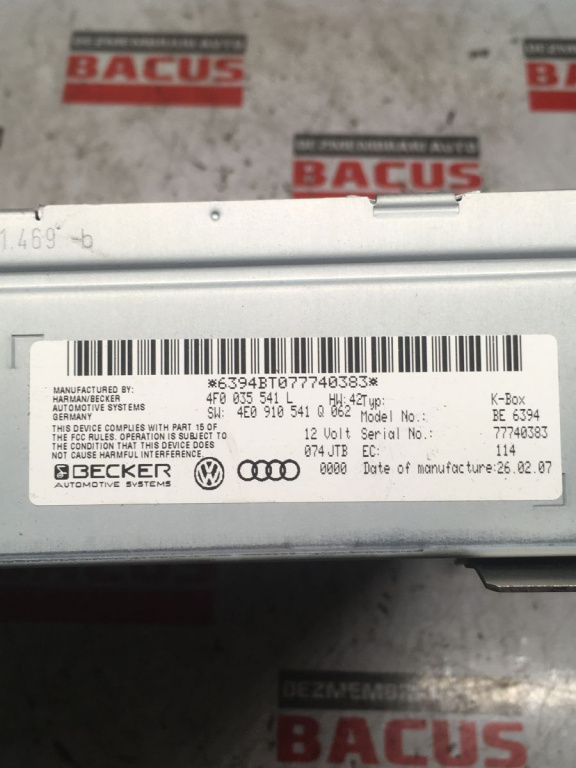 DEZMEMBRARI AUTO
BACUS
DEZMEMBRARI AUTO
BACUS
1.469 b
*6394BT077740383*
MANUFACTURED BY:
HARMAN/BECKER
AUTOMOTIVE SYSTEMS
GERMANY
4F0 035 541 L HW:42 Typ: K-Box
SW: 4E0 910 541 Q 062 Model No.: BE 6394
12 Volt Serial No.: 77740383
074 JTB EC: 114
0000 Date of manufacture:26.02.07
THIS DEVICE COMPLIES WITH PART 15 OF
THE FCC RULES. OPERATION IS SUBJECT TO
THE CONDITION THAT THIS DEVICE DOES
NOT CAUSE HARMFUL INTERFERENCE.
BECKER
AUTOMOTIVE SYSTEMS
BACUS
DEZMEMBRARI
BACUS